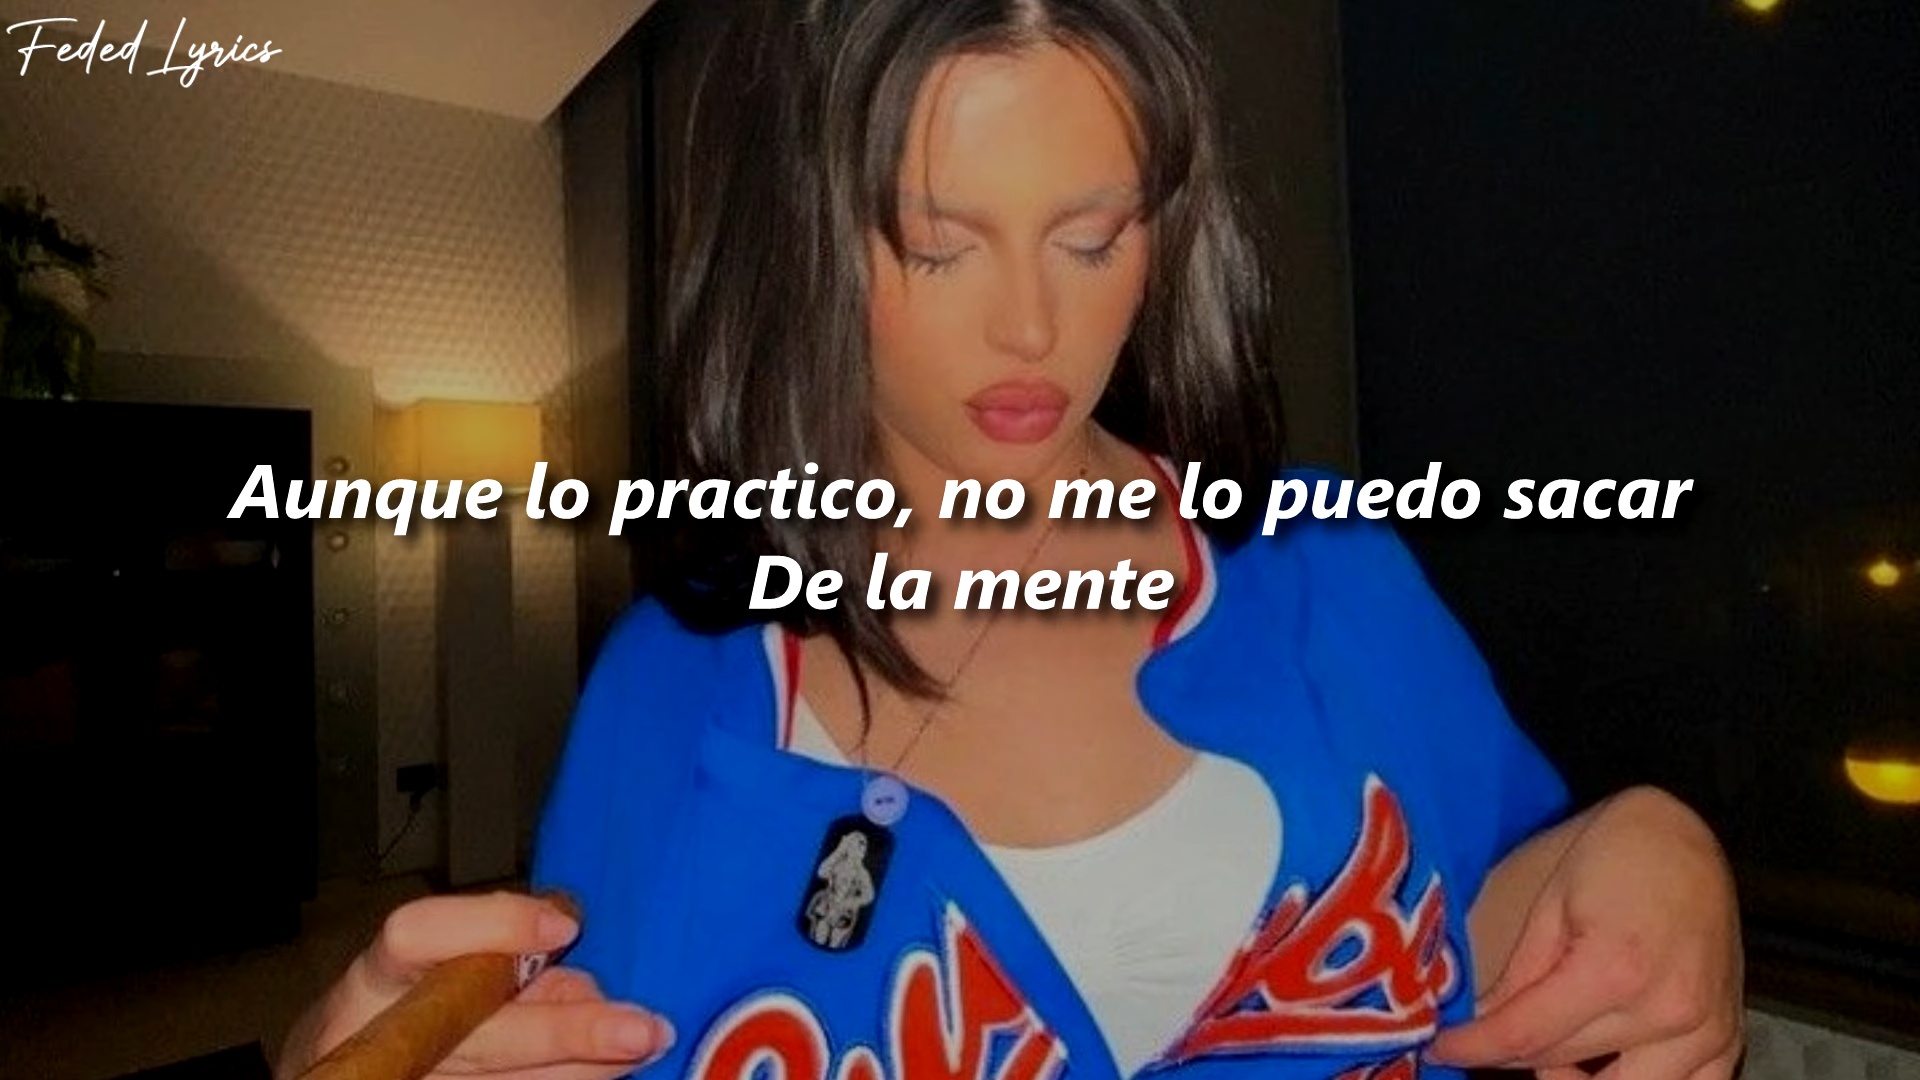 Feded Lyrics
Aunque lo practico, no me lo puedo sacar
De la mente